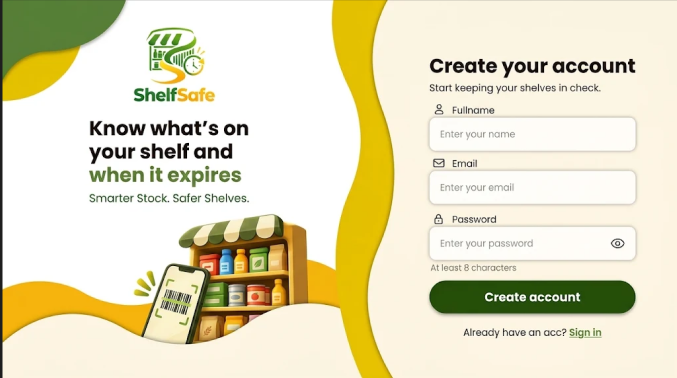 ShelfSafe
Know what's on
your shelf and
when it expires
Smarter Stock. Safer Shelves.
Create your account
Start keeping your shelves in check.
Fullname
Enter your name
Email
Enter your email
Password
Enter your password
At least 8 characters
Create account
Already have an acc? Sign in